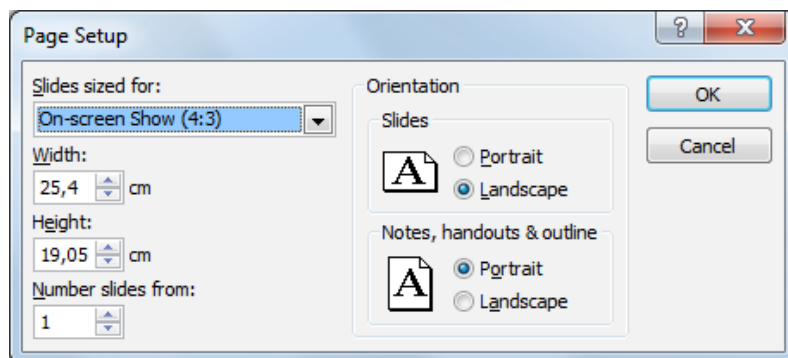 Page Setup
Slides sized for:
On-screen Show (4:3)
Width:
25,4 cm
Height:
19,05 cm
Number slides from:
1
Orientation
Slides
A
Portrait
Landscape
Notes, handouts & outline
A
Portrait
Landscape
OK
Cancel